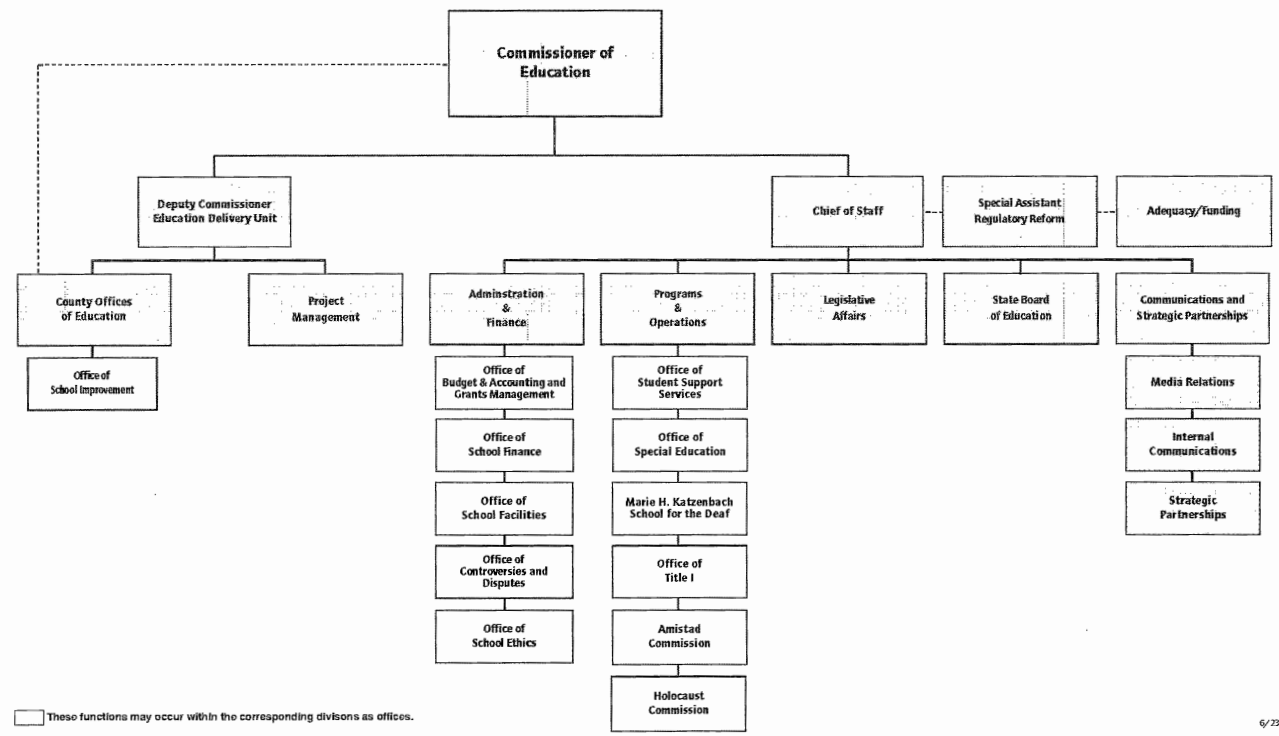 Commissioner of
Education
Deputy Commissioner
Education Delivery Unit
Chief of Staff
Special Assistant
Regulatory Reform
Adequacy/Funding
County Offices
of Education
Project
Management
Adminstration
&
Finance
Programs
&
Operations
Legislative
Affairs
State Board
of Education
Communications and
Strategic Partnerships
Office of
School Improvement
Office of
Budget & Accounting and
Grants Management
Office of
School Finance
Office of
School Facilities
Office of
Controversies and
Disputes
Office of
School Ethics
Office of
Student Support
Services
Office of
Special Education
Marie H. Katzenbach
School for the Deaf
Office of
Title I
Amistad
Commission
Holocaust
Commission
Media Relations
Internal
Communications
Strategic
Partnerships
These functions may occur within the corresponding divisons as offices.
6/23